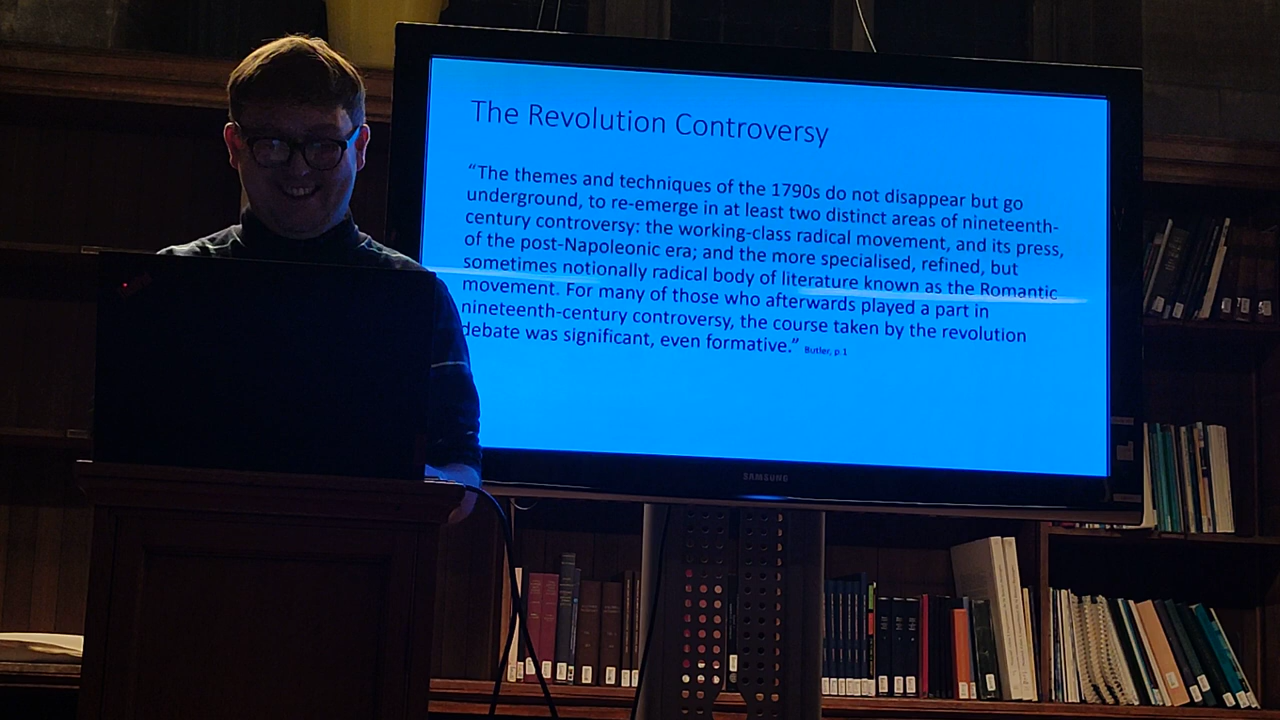 The Revolution Controversy
“The themes and techniques of the 1790s do not disappear but go
underground, to re-emerge in at least two distinct areas of nineteenth-
century controversy: the working-class radical movement, and its press,
of the post-Napoleonic era; and the more specialised, refined, but
sometimes notionally radical body of literature known as the Romantic
movement. For many of those who afterwards played a part in
nineteenth-century controversy, the course taken by the revolution
debate was significant, even formative.” Butler, p.1
SAMSUNG